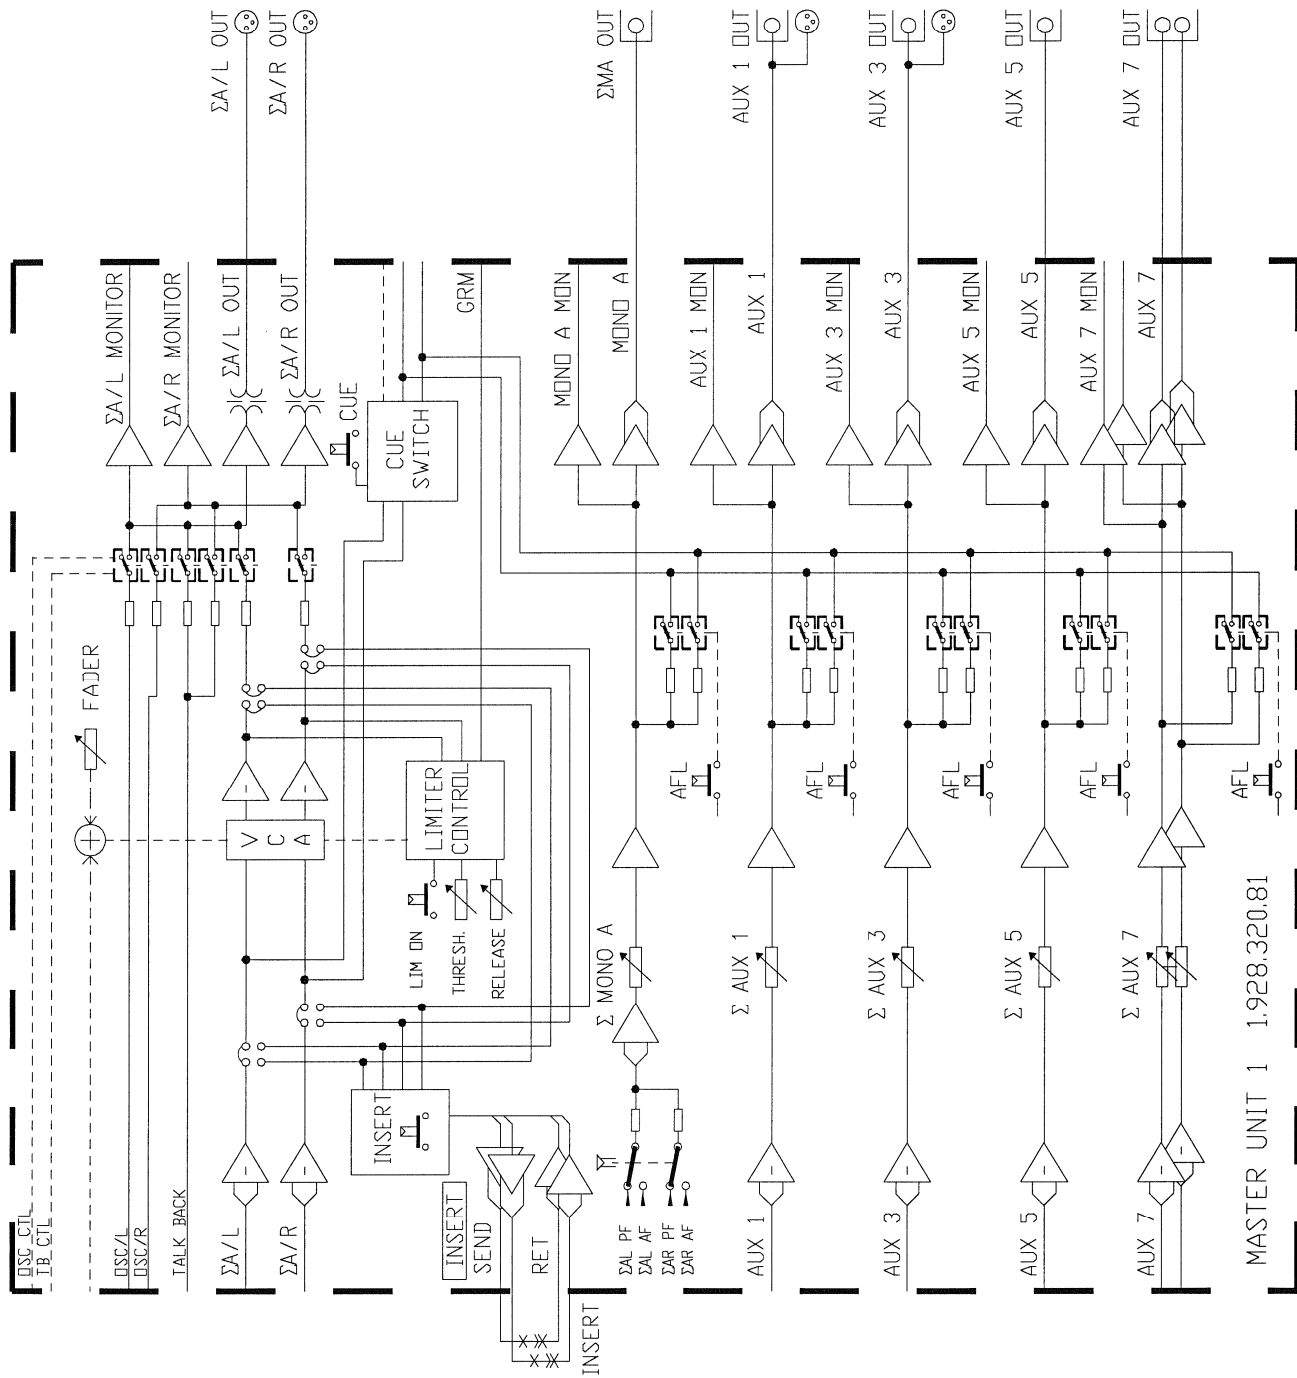 ΣA/L OUT
ΣA/R OUT
ΣMA OUT
AUX 1 OUT
AUX 3 OUT
AUX 5 OUT
AUX 7 OUT
ΣA/L MONITOR
ΣA/R MONITOR
ΣA/L OUT
ΣA/R OUT
CUE
CUE
SWITCH
GRM
MONO A MON
MONO A
AUX 1 MON
AUX 1
AUX 3 MON
AUX 3
AUX 5 MON
AUX 5
AUX 7 MON
AUX 7
FADER
V
C
A
LIMITER
CONTROL
LIM ON
THRESH.
RELEASE
AFL
AFL
AFL
AFL
AFL
Σ MONO A
Σ AUX 1
Σ AUX 3
Σ AUX 5
Σ AUX 7
OSC CTL
TB CTL
OSC/L
OSC/R
TALK BACK
ΣA/L
ΣA/R
INSERT
INSERT
SEND
RET
INSERT
ΣAL PF
ΣAL AF
ΣAR PF
ΣAR AF
AUX 1
AUX 3
AUX 5
AUX 7
MASTER UNIT 1 1.928.320.81